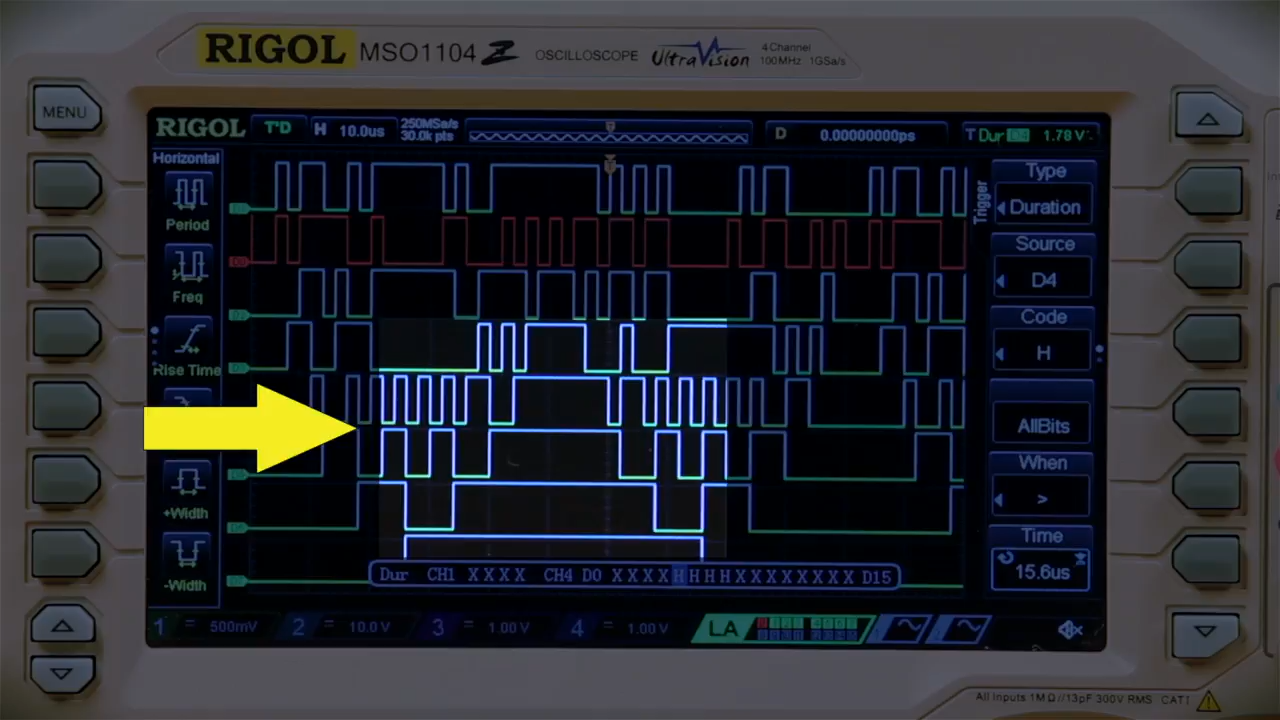 RIGOL MSO1104 Z OSCILLOSCOPE UltraVision 4 Channel
100MHz 1GSa/s
MENU
RIGOL T'D H 10.0us 250MSa/s
30.0k pts
D 0.00000000ps T Dur D4 1.78 V
Horizontal
Period
Freq
Rise Time
+Width
-Width
Trigger
Type
Duration
Source
D4
Code
H
AllBits
When
>
Time
15.6us
Dur CH1 X X X X CH4 D0 X X X X H H H H X X X X X X X X D15
1 = 500mV 2 = 10.0 V 3 = 1.00 V 4 = 1.00 V LA
All Inputs 1MΩ//13pF 300V RMS CAT I